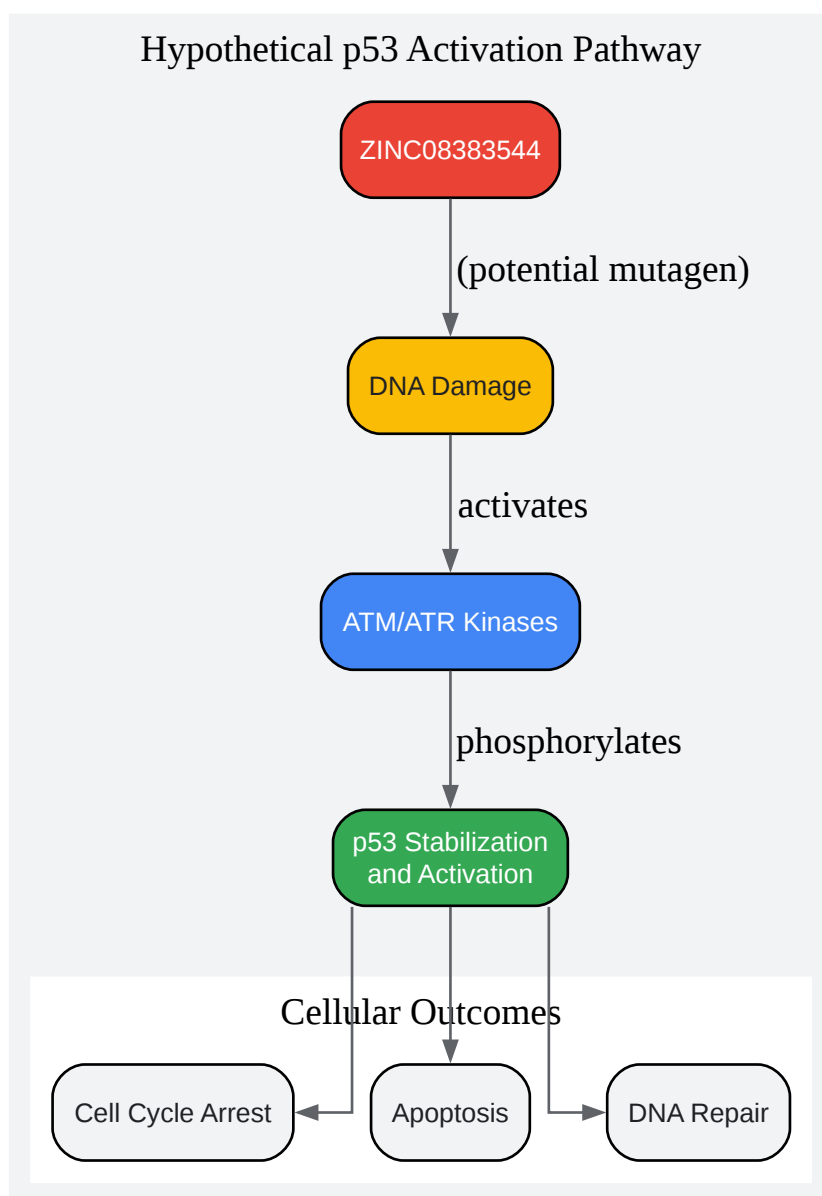 Hypothetical p53 Activation Pathway
ZINC08383544
(potential mutagen)
DNA Damage
activates
ATM/ATR Kinases
phosphorylates
p53 Stabilization
and Activation
Cellular Outcomes
Cell Cycle Arrest
Apoptosis
DNA Repair